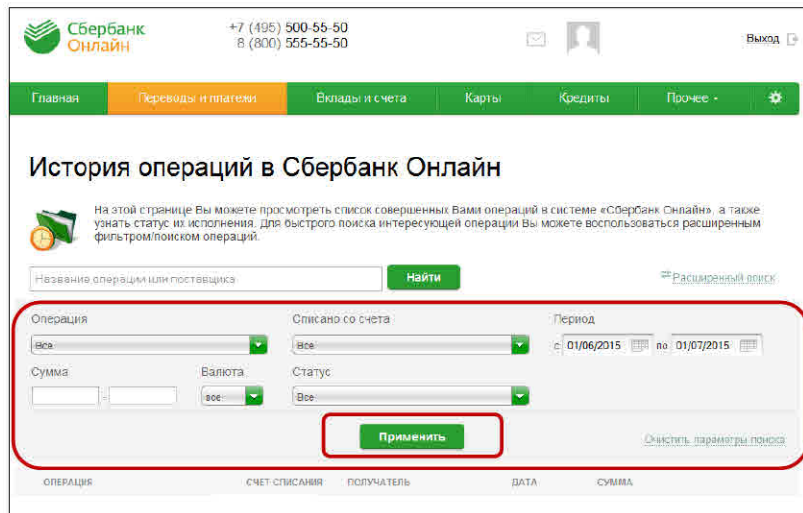 Сбербанк
Онлайн
+7 (495) 500-55-50
8 (800) 555-55-50
Выход
Главная
Переводы и платежи
Вклады и счета
Карты
Кредиты
Прочее
История операций в Сбербанк Онлайн
На этой странице Вы можете просмотреть список совершенных Вами операций в системе «Сбербанк Онлайн», а также
узнать статус их исполнения. Для быстрого поиска интересующей операции Вы можете воспользоваться расширенным
фильтром/поиском операций.
Название операции или поставщика
Найти
Расширенный поиск
Операция
Списано со счета
Период
Все
Все
с 01/06/2015 по 01/07/2015
Сумма
Валюта
Статус
-
все
Все
Применить
Очистить параметры поиска
ОПЕРАЦИЯ
СЧЕТ СПИСАНИЯ
ПОЛУЧАТЕЛЬ
ДАТА
СУММА